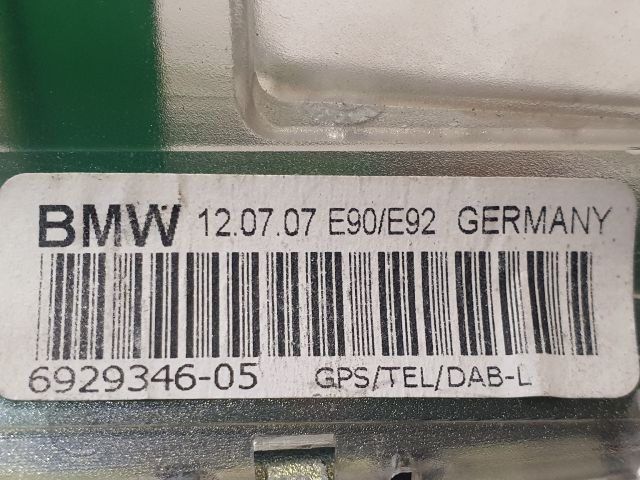 BMW 12.07.07 E90/E92 GERMANY
6929346-05 GPS/TEL/DAB-L